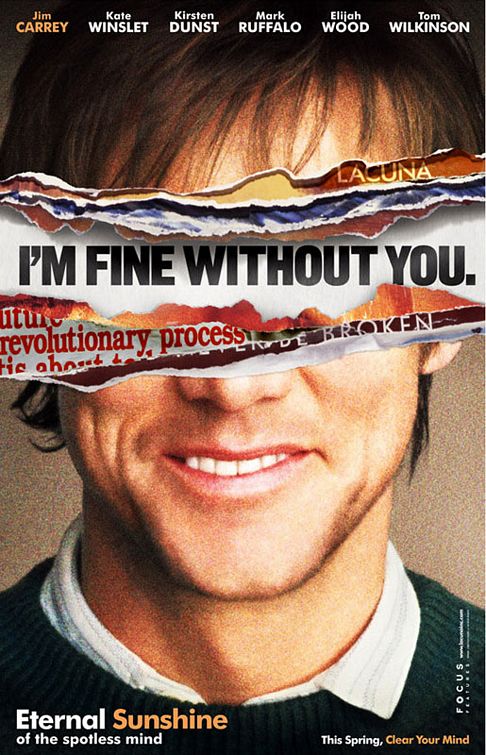 Jim CARREY
Kate WINSLET
Kirsten DUNST
Mark RUFFALO
Elijah WOOD
Tom WILKINSON
LACUNA
I'M FINE WITHOUT YOU.
revolutionary process
BROKEN
FOCUS
FEATURES
Eternal Sunshine
of the spotless mind
This Spring, Clear Your Mind